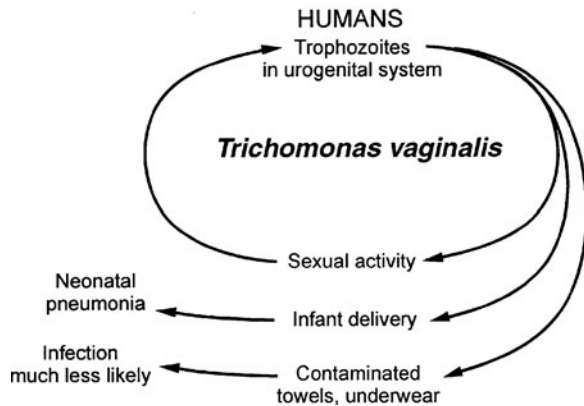 HUMANS
Trophozoites
in urogenital system
Trichomonas vaginalis
Sexual activity
Neonatal
pneumonia
Infant delivery
Infection
much less likely
Contaminated
towels, underwear